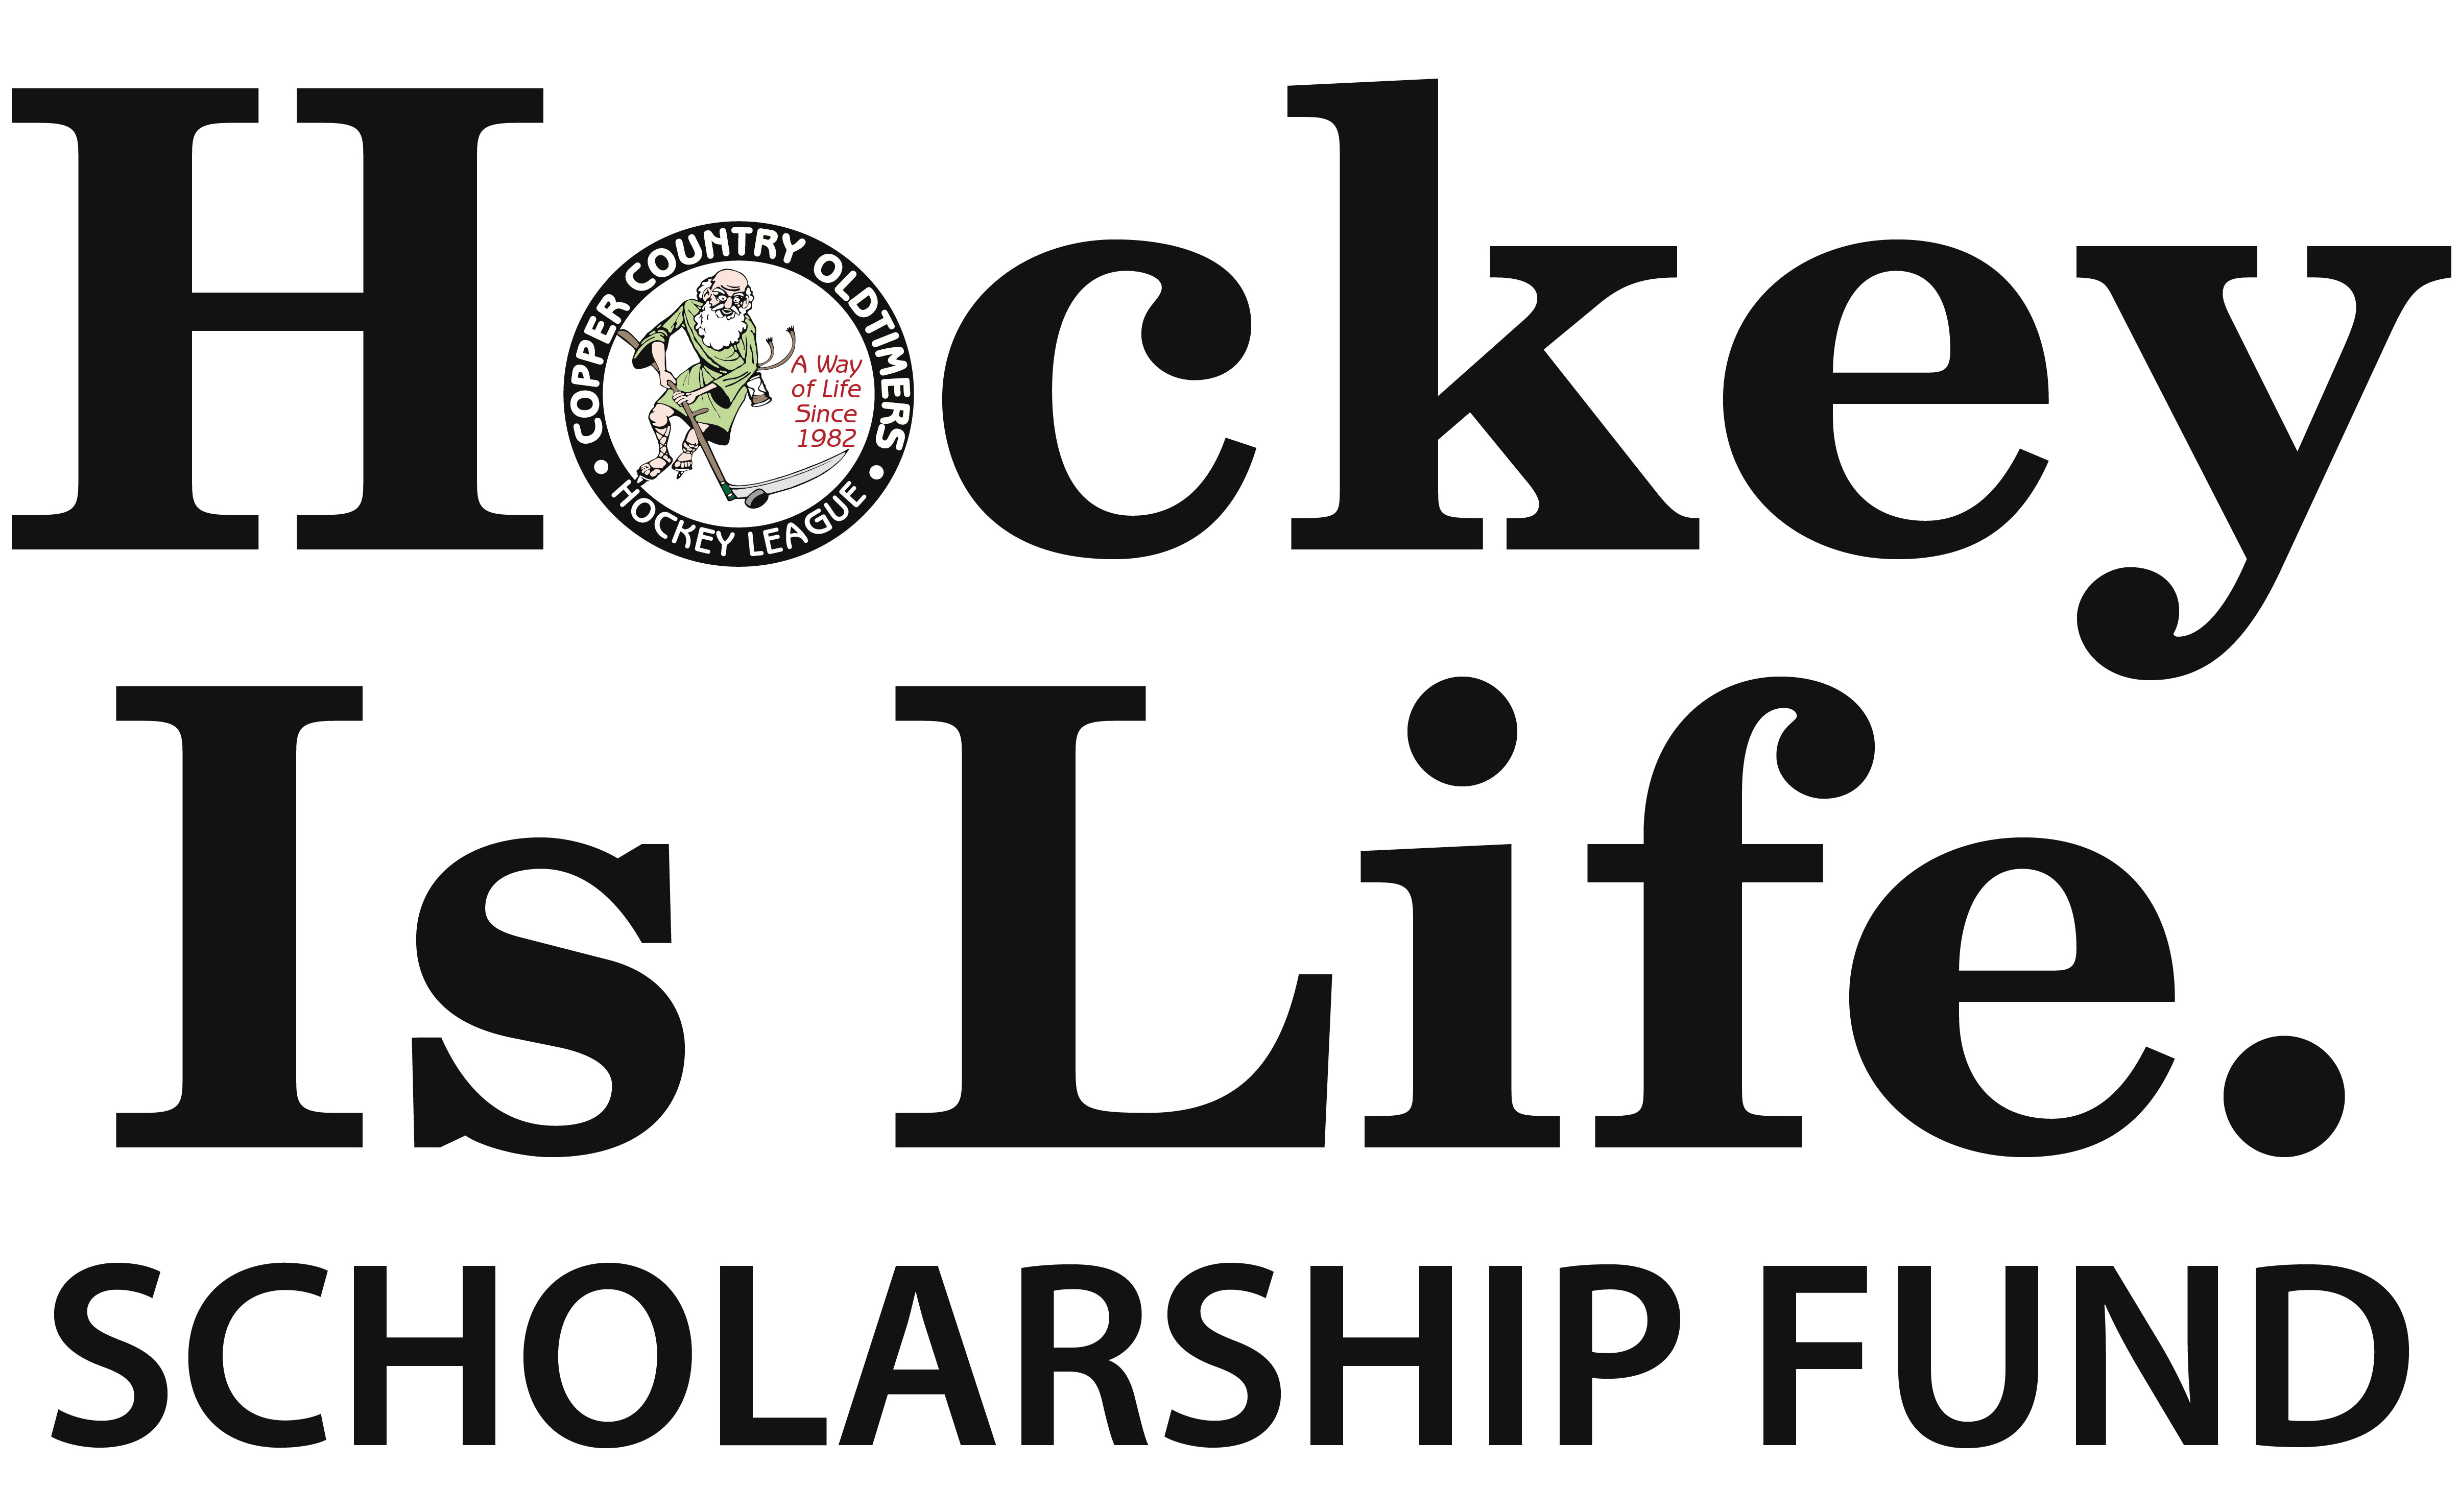 Hockey
COPPER COUNTRY OLDTIMERS
HOCKEY LEAGUE
A Way
of Life
Since
1982
Is Life.
SCHOLARSHIP FUND